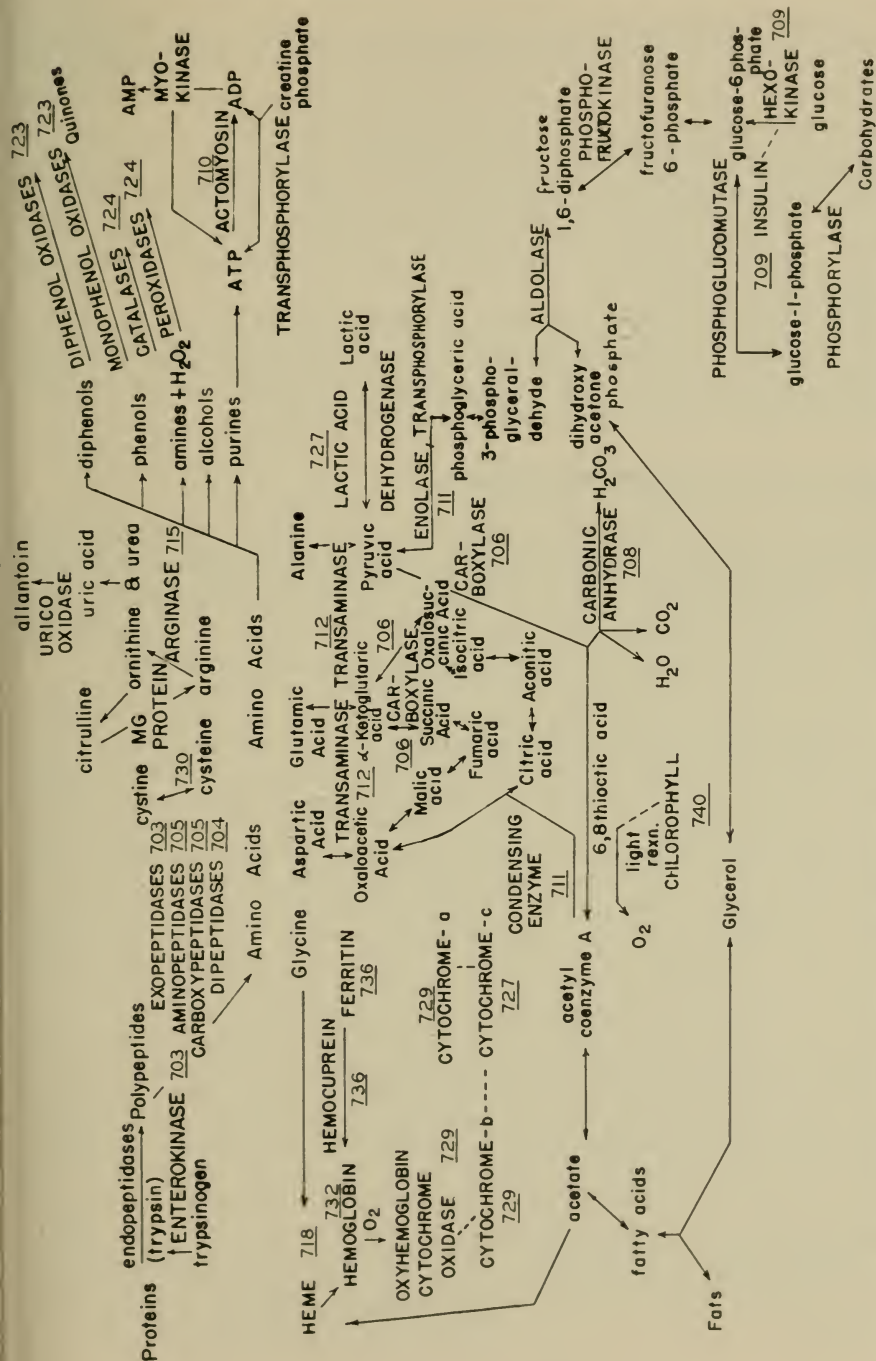 Proteins
endopeptidases
(trypsin)
ENTEROKINASE 703
trypsinogen
Polypeptides
EXOPEPTIDASES 703
AMINOPEPTIDASES 705
CARBOXYPEPTIDASES 705
DIPEPTIDASES 704
Amino Acids
cystine
730
cysteine
MG
PROTEIN
citrulline
ornithine & urea
ARGINASE 715
arginine
allantoin
URICO
OXIDASE
uric acid
Amino Acids
diphenols
phenols
amines + H2O2
alcohols
purines
DIPHENOL OXIDASES 723
MONOPHENOL OXIDASES 723
Quinones
CATALASES 724
PEROXIDASES 724
ATP
ACTOMYOSIN
710
AMP
MYO-
KINASE
ADP
TRANSPHOSPHORYLASE
creatine
phosphate
HEME 718
Glycine
HEMOGLOBIN 732
O2
OXYHEMOGLOBIN
HEMOCUPREIN
736
FERRITIN
736
CYTOCHROME
OXIDASE 729
CYTOCHROME-b
729
CYTOCHROME-a
729
CYTOCHROME-c
727
Aspartic
Acid
Glutamic
Acid
Alanine
TRANSAMINASE TRANSAMINASE
712
712
Oxaloacetic
Acid
α-Ketoglutaric
acid
Pyruvic
acid
LACTIC ACID
DEHYDROGENASE
727
Lactic
acid
CAR-
BOXYLASE
706
706
Malic
acid
Succinic
Acid
Fumaric
acid
Oxalosuc-
cinic Acid
Isocitric
acid
Aconitic acid
Citric
acid
CAR-
BOXYLASE
706
ENOLASE, TRANSPHOSPHORYLASE
711
phosphoglyceric acid
3-phospho-
glyceral-
dehyde
dihydroxy
acetone
phosphate
ALDOLASE
fructose
1,6-diphosphate
PHOSPHO-
FRUCTOKINASE
fructofuranose
6-phosphate
PHOSPHOGLUCOMUTASE
glucose-6 phos-
phate
HEXO-
KINASE 709
glucose
709 INSULIN
glucose-1-phosphate
PHOSPHORYLASE
Carbohydrates
CARBONIC
ANHYDRASE
708
H2CO3
H2O
CO2
CONDENSING
ENZYME
711
acetyl
coenzyme A
6,8 thioctic acid
O2
light
rexn.
CHLOROPHYLL
740
acetate
fatty acids
Fats
Glycerol